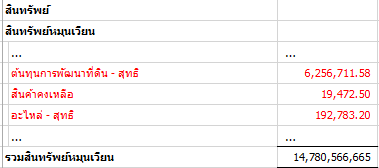 สินทรัพย์
สินทรัพย์หมุนเวียน
... ...
ต้นทุนการพัฒนาที่ดิน - สุทธิ 6,256,711.58
สินค้าคงเหลือ 19,472.50
อะไหล่ - สุทธิ 192,783.20
... ...
รวมสินทรัพย์หมุนเวียน 14,780,566,665